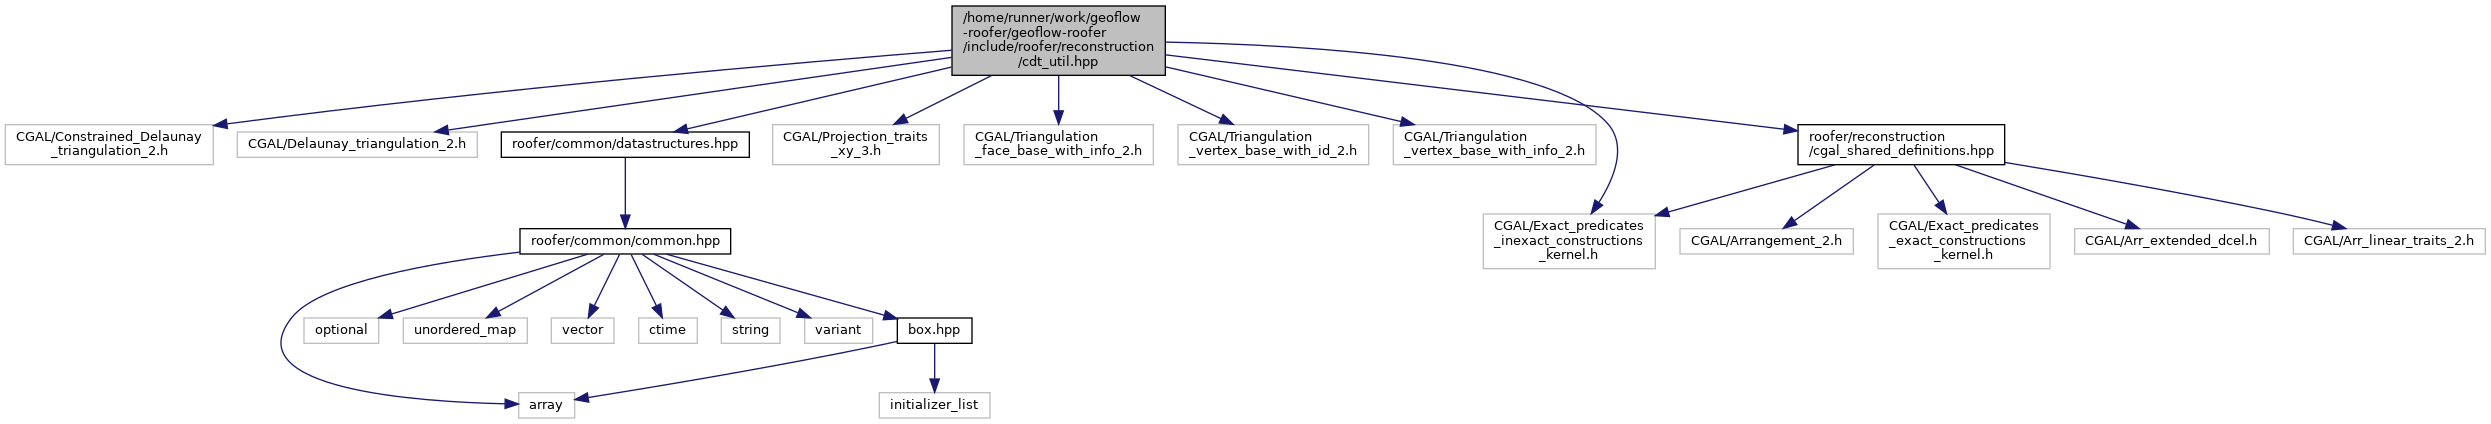 /home/runner/work/geoflow
-roofer/geoflow-roofer
/include/roofer/reconstruction
/cdt_util.hpp
CGAL/Constrained_Delaunay
_triangulation_2.h
CGAL/Delaunay_triangulation_2.h
roofer/common/datastructures.hpp
CGAL/Projection_traits
_xy_3.h
CGAL/Triangulation
_face_base_with_info_2.h
CGAL/Triangulation
_vertex_base_with_id_2.h
CGAL/Triangulation
_vertex_base_with_info_2.h
roofer/reconstruction
/cgal_shared_definitions.hpp
roofer/common/common.hpp
CGAL/Exact_predicates
_inexact_constructions
_kernel.h
CGAL/Arrangement_2.h
CGAL/Exact_predicates
_exact_constructions
_kernel.h
CGAL/Arr_extended_dcel.h
CGAL/Arr_linear_traits_2.h
optional
unordered_map
vector
ctime
string
variant
box.hpp
array
initializer_list